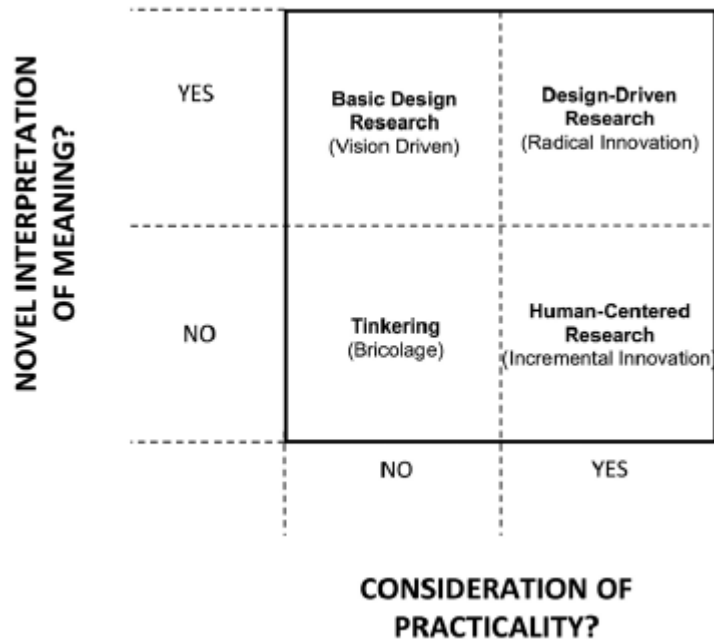 NOVEL INTERPRETATION
OF MEANING?
YES
Basic Design
Research
(Vision Driven)
Design-Driven
Research
(Radical Innovation)
NO
Tinkering
(Bricolage)
Human-Centered
Research
(Incremental Innovation)
NO
YES
CONSIDERATION OF
PRACTICALITY?